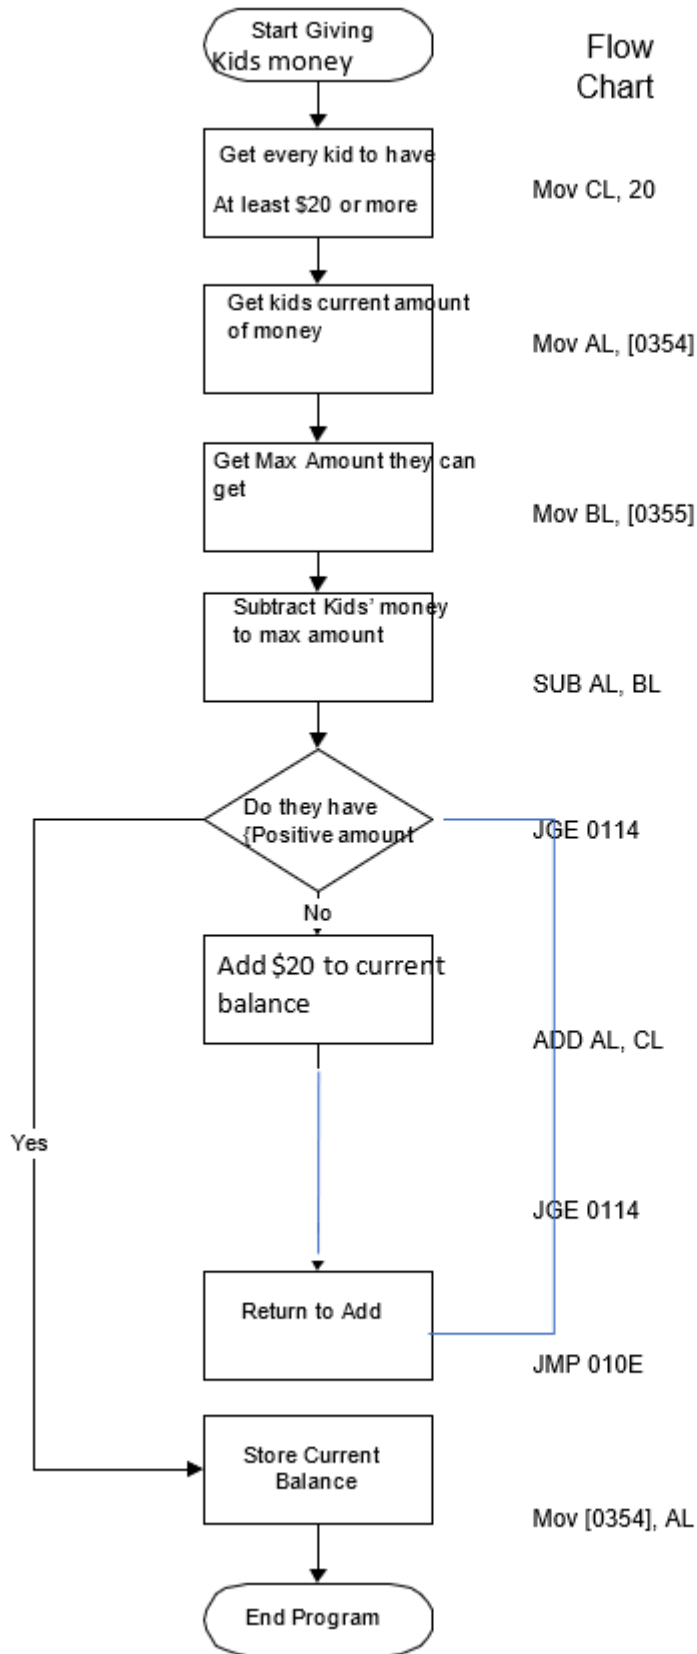 Start Giving
Kids money
Flow
Chart
Get every kid to have
At least $20 or more
Mov CL, 20
Get kids current amount
of money
Mov AL, [0354]
Get Max Amount they can
get
Mov BL, [0355]
Subtract Kids' money
to max amount
SUB AL, BL
Do they have
{Positive amount
JGE 0114
No
Add $20 to current
balance
ADD AL, CL
Yes
JGE 0114
Return to Add
JMP 010E
Store Current
Balance
Mov [0354], AL
End Program